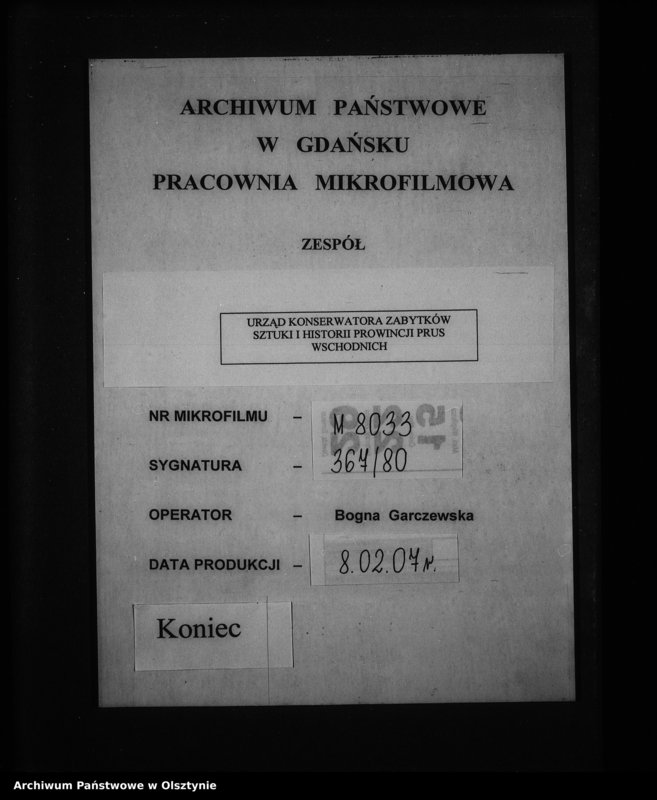 ARCHIWUM PAŃSTWOWE
W GDAŃSKU
PRACOWNIA MIKROFILMOWA
ZESPÓŁ
URZĄD KONSERWATORA ZABYTKÓW
SZTUKI I HISTORII PROWINCJI PRUS
WSCHODNICH
NR MIKROFILMU – M 8033
SYGNATURA – 367/80
OPERATOR – Bogna Garczewska
DATA PRODUKCJI – 8.02.07r.
Koniec
Archiwum Państwowe w Olsztynie